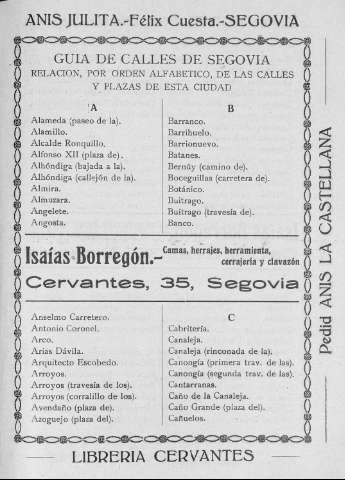 ANIS JULITA.-Félix Cuesta.-SEGOVIA
GUIA DE CALLES DE SEGOVIA
RELACION, POR ORDEN ALFABETICO, DE LAS CALLES
Y PLAZAS DE ESTA CIUDAD
A
Alameda (paseo de la).
Alamillo.
Alcalde Ronquillo.
Alfonso XII (plaza de).
Alhóndiga (bajada a la).
Alhóndiga (callejón de la).
Almira.
Almuzara.
Angelete.
Angosta.
B
Barranco.
Barrihuelo.
Barrionuevo.
Batanes.
Bernúy (camino de).
Boceguillas (carretera de).
Botánico.
Buitrago.
Buitrago (travesía de).
Banco.
Isaías Borregón.-Camas, herrajes, herramienta,
cerrajería y clavazón
Cervantes, 35, Segovia
Anselmo Carretero.
Antonio Coronel.
Arco.
Arias Dávila.
Arquitecto Escobedo.
Arroyos.
Arroyos (travesía de los).
Arroyos (corralillo de los).
Avendaño (plaza de).
Azoguejo (plaza del).
C
Cabritería.
Canaleja.
Canaleja (rinconada de la).
Canongía (primera trav. de las).
Canongía (segunda trav. de las).
Cantarranas.
Caño de la Canaleja.
Caño Grande (plaza del).
Cañuelos.
Pedid ANIS LA CASTELLANA
LIBRERIA CERVANTES